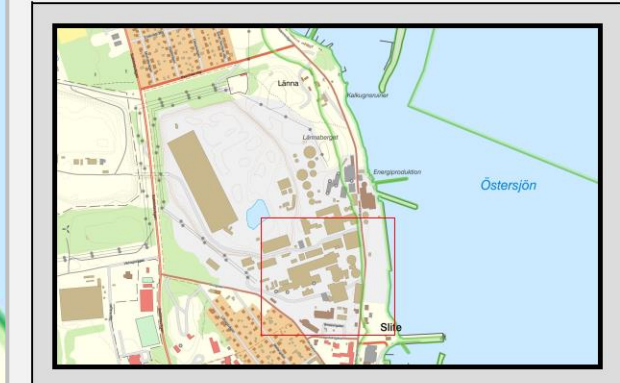 Länna
Kalkugnsruiner
Lännaberget
Energiproduktion
Östersjön
Slite